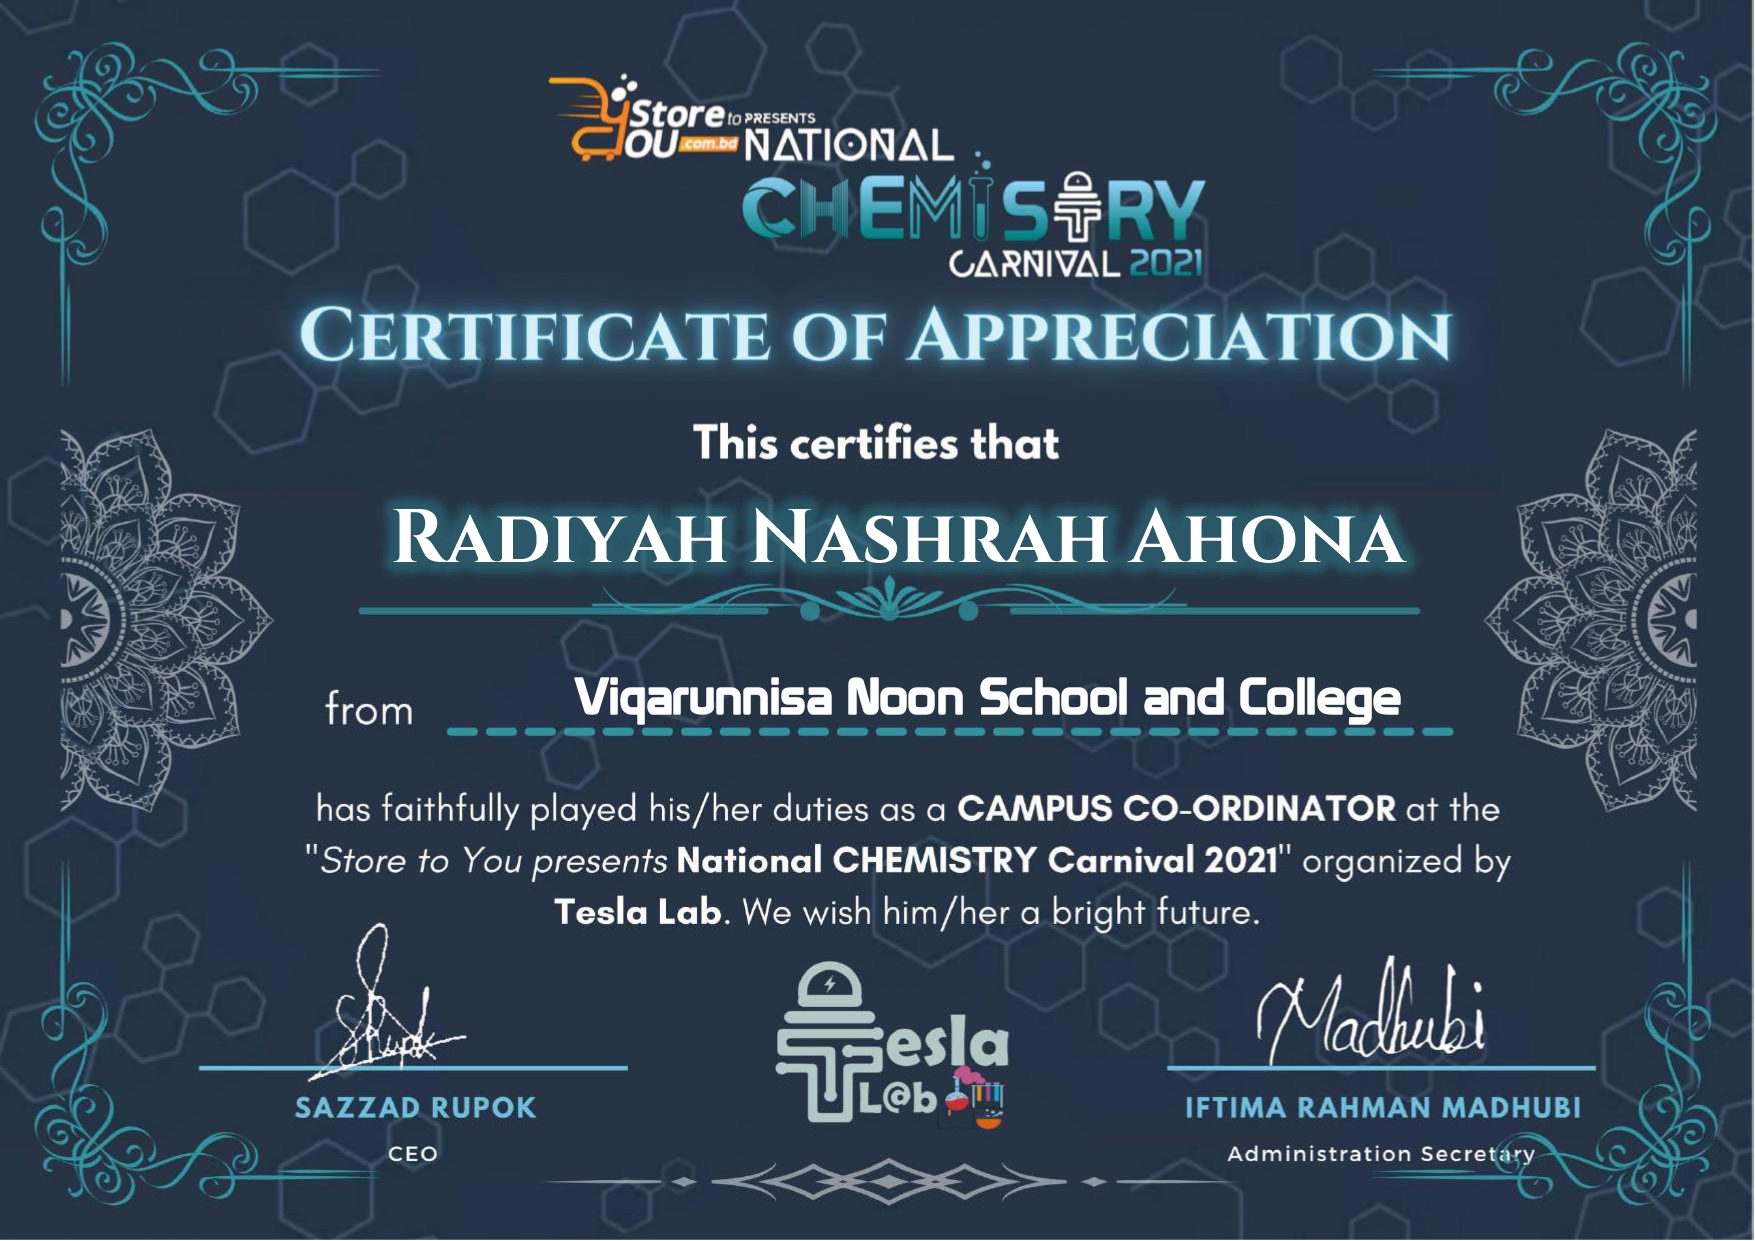 Store to PRESENTS
YOU .com.bd NATIONAL
CHEMISTRY
CARNIVAL 2021
CERTIFICATE OF APPRECIATION
This certifies that
RADIYAH NASHRAH AHONA
from Viqarunnisa Noon School and College
has faithfully played his/her duties as a CAMPUS CO-ORDINATOR at the
"Store to You presents National CHEMISTRY Carnival 2021" organized by
Tesla Lab. We wish him/her a bright future.
Rupok
Madhubi
Tesla
L@b
SAZZAD RUPOK
IFTIMA RAHMAN MADHUBI
CEO
Administration Secretary